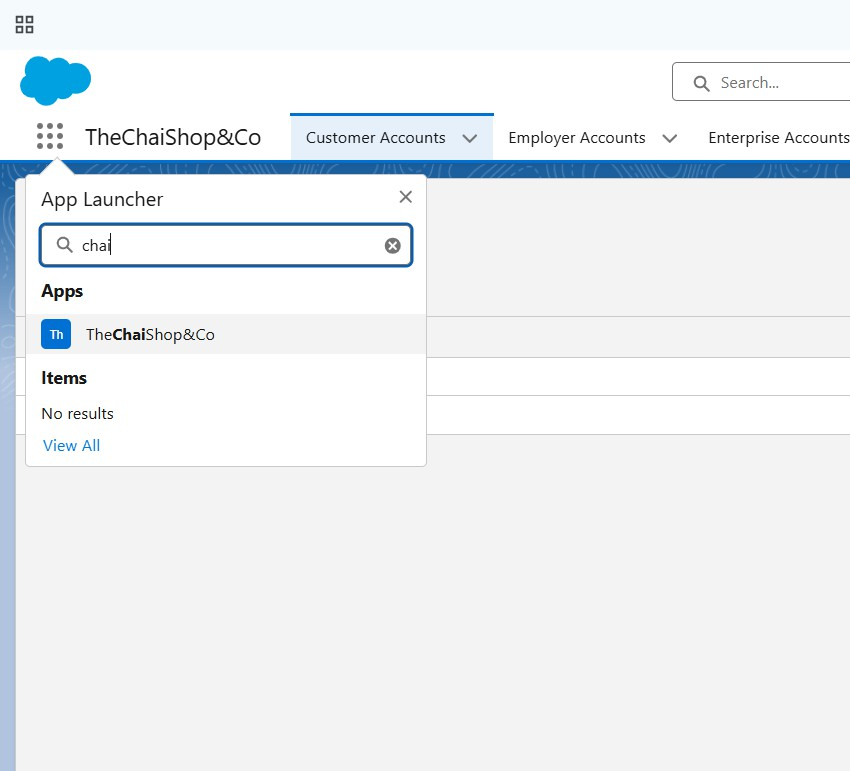 Search...
TheChaiShop&Co Customer Accounts Employer Accounts Enterprise Accounts
App Launcher
chai
Apps
Th TheChaiShop&Co
Items
No results
View All